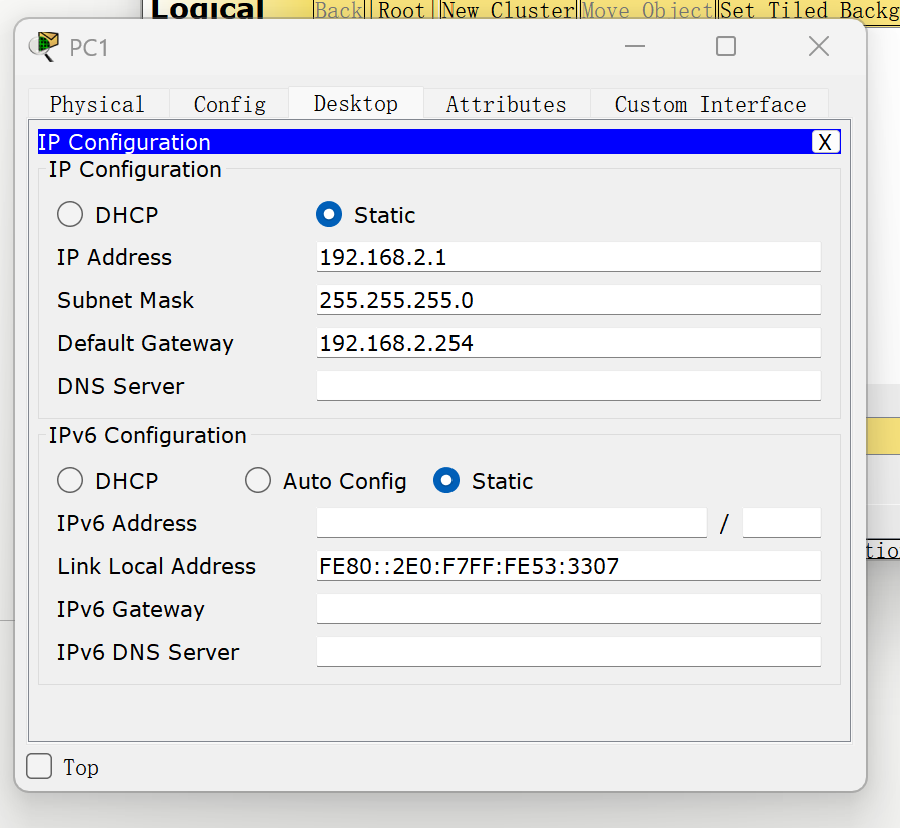 Logical Back Root New Cluster Move Object Set Tiled Backg
PC1
Physical Config Desktop Attributes Custom Interface
IP Configuration X
IP Configuration
DHCP Static
IP Address 192.168.2.1
Subnet Mask 255.255.255.0
Default Gateway 192.168.2.254
DNS Server
IPv6 Configuration
DHCP Auto Config Static
IPv6 Address /
tio
Link Local Address FE80::2E0:F7FF:FE53:3307
IPv6 Gateway
IPv6 DNS Server
Top